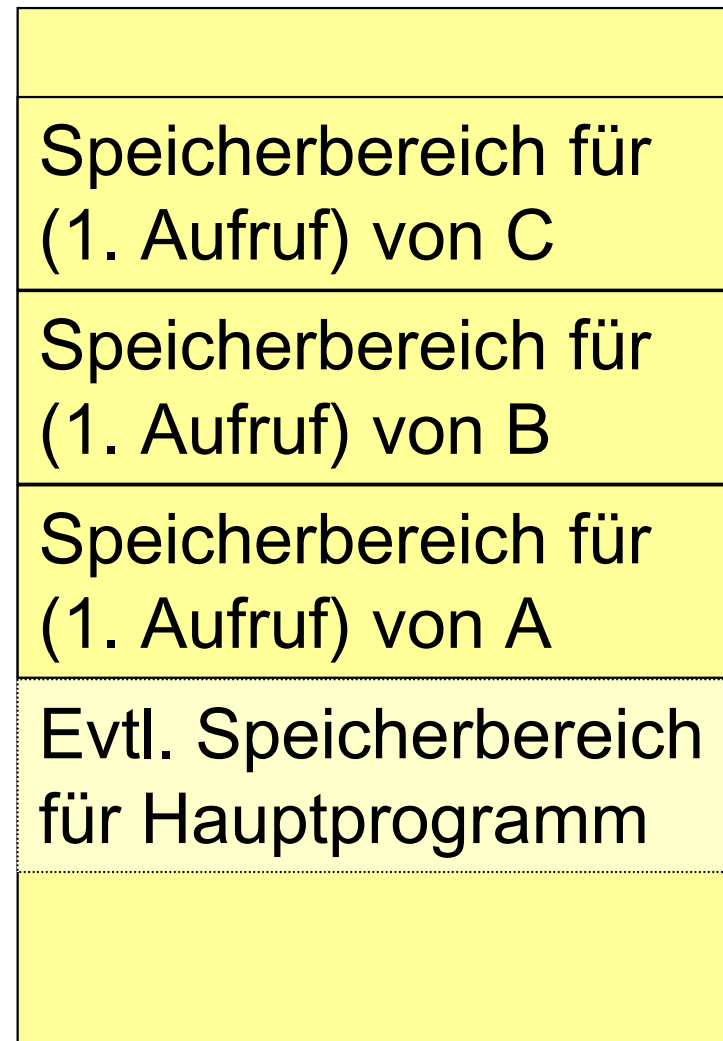 Speicherbereich für
(1. Aufruf) von C
Speicherbereich für
(1. Aufruf) von B
Speicherbereich für
(1. Aufruf) von A
Evtl. Speicherbereich
für Hauptprogramm